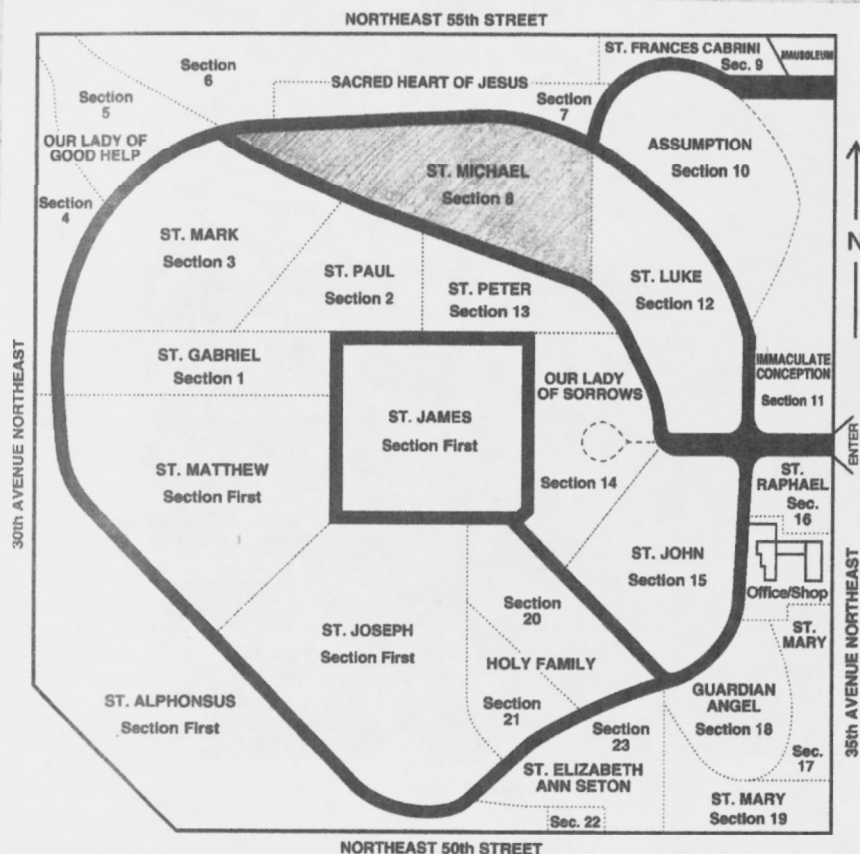 NORTHEAST 55th STREET
ST. FRANCES CABRINI
Sec. 9
MAUSOLEUM
Section
6
SACRED HEART OF JESUS
Section
7
Section
5
OUR LADY OF
GOOD HELP
ASSUMPTION
Section 10
ST. MICHAEL
Section 8
Section
4
N
ST. MARK
Section 3
ST. PAUL
Section 2
ST. PETER
Section 13
ST. LUKE
Section 12
ST. GABRIEL
Section 1
OUR LADY
OF SORROWS
IMMACULATE
CONCEPTION
Section 11
ST. JAMES
Section First
30th AVENUE NORTHEAST
ENTER
ST. MATTHEW
Section First
Section 14
ST.
RAPHAEL
Sec.
16
ST. JOHN
Section 15
Office/Shop
35th AVENUE NORTHEAST
Section
20
ST. JOSEPH
Section First
ST.
MARY
HOLY FAMILY
ST. ALPHONSUS
Section First
Section
21
GUARDIAN
ANGEL
Section 18
Section
23
Sec.
17
ST. ELIZABETH
ANN SETON
ST. MARY
Section 19
Sec. 22
NORTHEAST 50th STREET